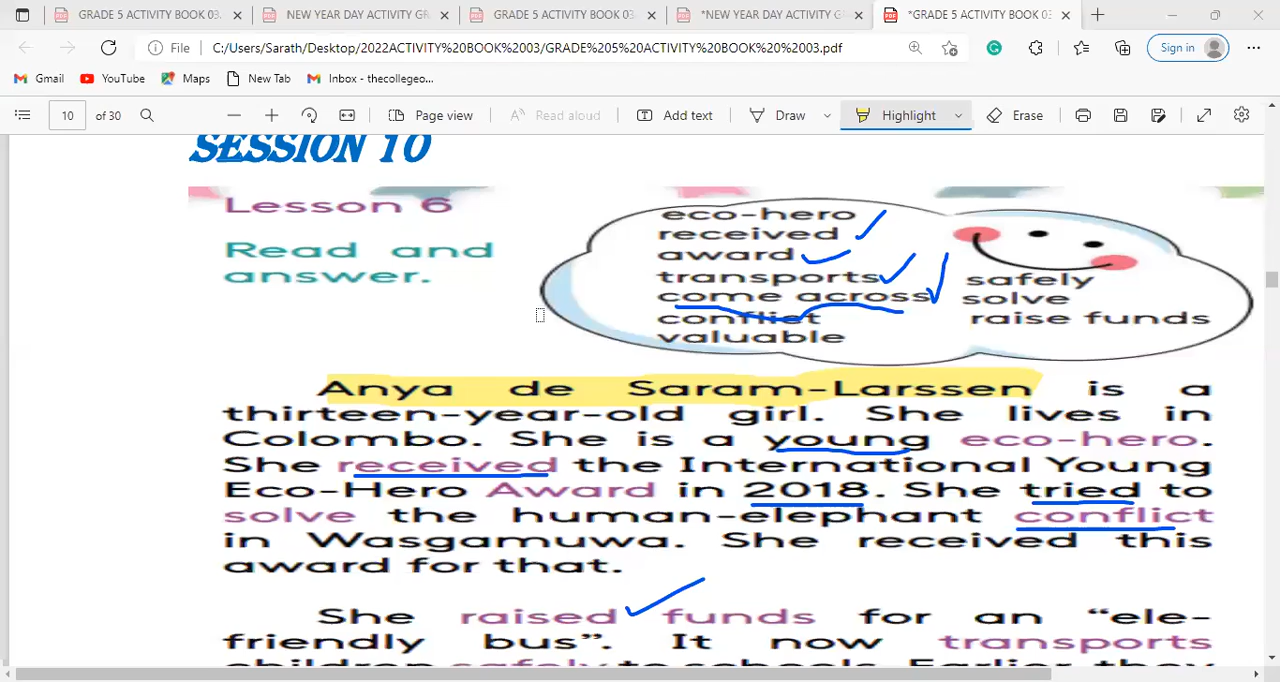 GRADE 5 ACTIVITY BOOK 03.
NEW YEAR DAY ACTIVITY GR
GRADE 5 ACTIVITY BOOK 03
*NEW YEAR DAY ACTIVITY G
*GRADE 5 ACTIVITY BOOK 03
File C:/Users/Sarath/Desktop/2022ACTIVITY%20BOOK%2003/GRADE%205%20ACTIVITY%20BOOK%20%2003.pdf
Sign in
Gmail YouTube Maps New Tab Inbox - thecollegeo...
10 of 30 Page view Read aloud Add text Draw Highlight Erase
SESSION 10
Lesson 6
Read and
answer.
eco-hero
received
award
transports
come across
conflict
valuable
safely
solve
raise funds
Anya de Saram-Larssen is a
thirteen-year-old girl. She lives in
Colombo. She is a young eco-hero.
She received the International Young
Eco-Hero Award in 2018. She tried to
solve the human-elephant conflict
in Wasgamuwa. She received this
award for that.
She raised funds for an “ele-
friendly bus”. It now transports
children safely to schools. Earlier they